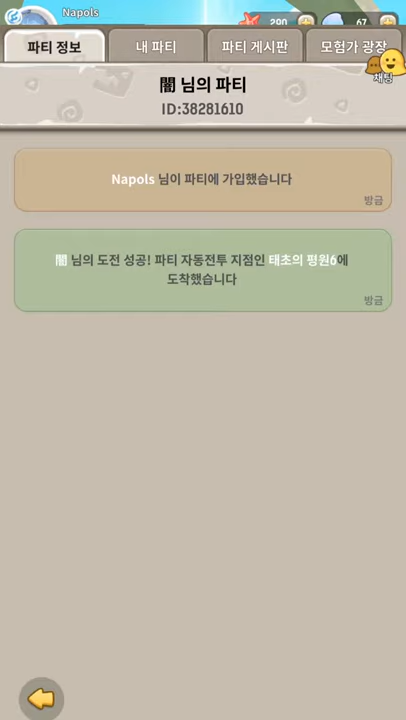 Napols
290
67
파티 정보
내 파티
파티 게시판
모험가 광장
채팅
闇 님의 파티
ID:38281610
Napols 님이 파티에 가입했습니다
방금
闇 님의 도전 성공! 파티 자동전투 지점인 태초의 평원6에
도착했습니다
방금